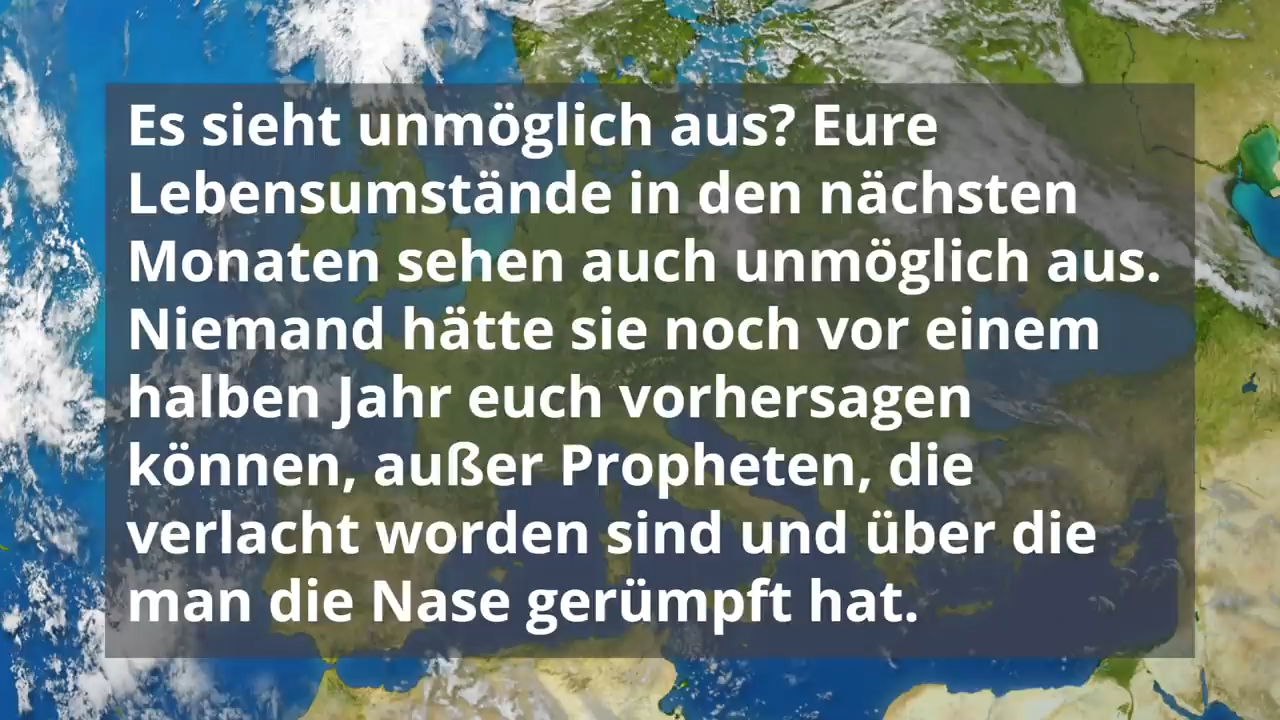 Es sieht unmöglich aus? Eure
Lebensumstände in den nächsten
Monaten sehen auch unmöglich aus.
Niemand hätte sie noch vor einem
halben Jahr euch vorhersagen
können, außer Propheten, die
verlacht worden sind und über die
man die Nase gerümpft hat.